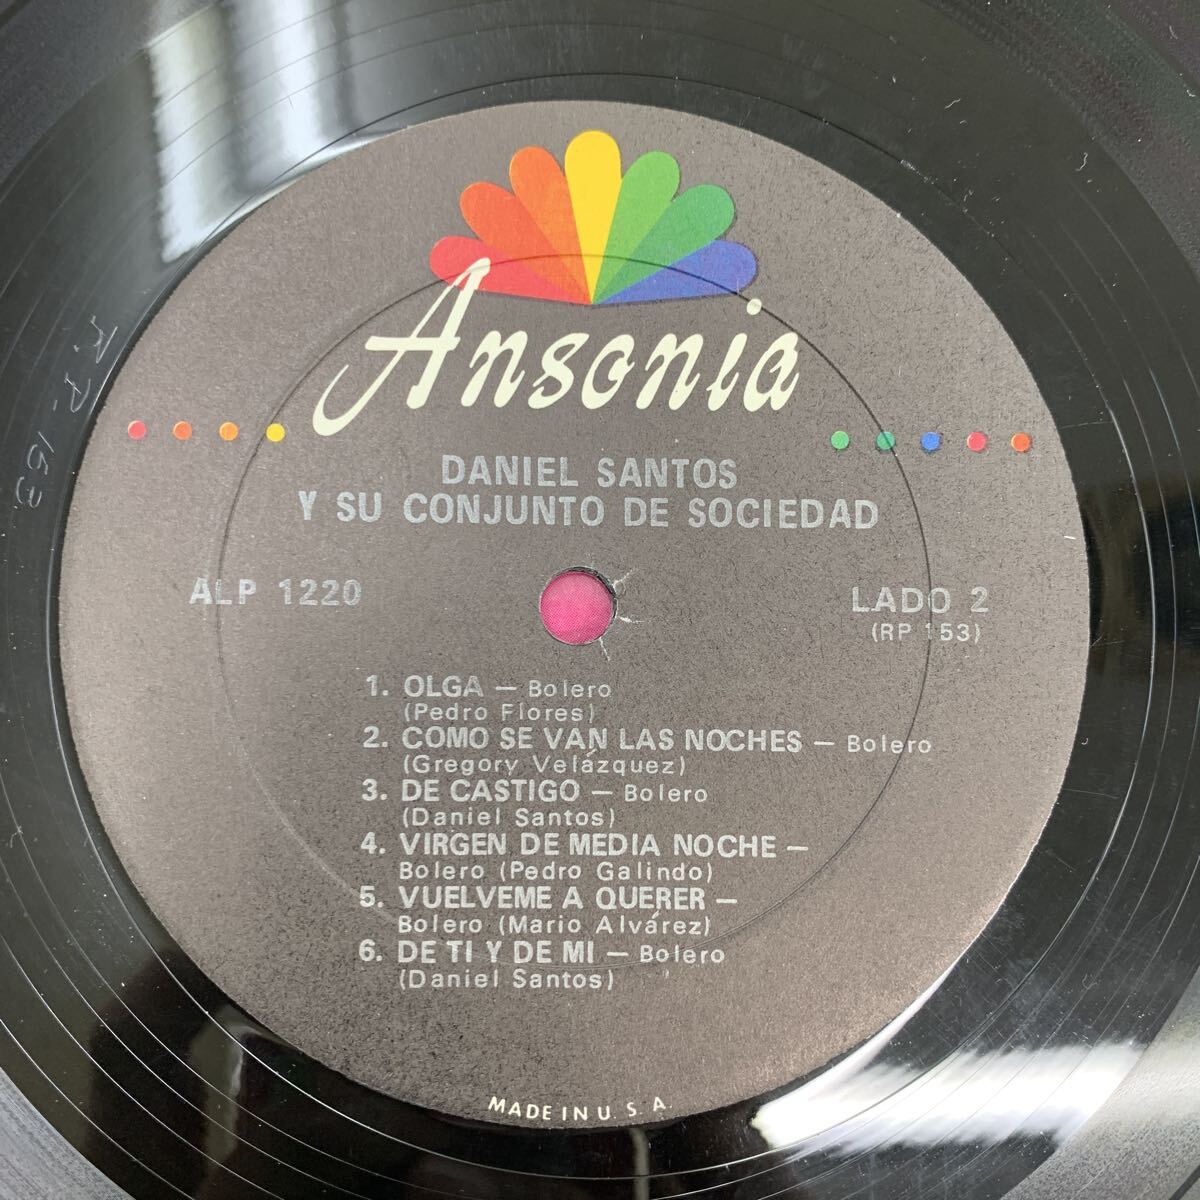 Ansonia
DANIEL SANTOS
Y SU CONJUNTO DE SOCIEDAD
ALP 1220
LADO 2
(RP 153)
1. OLGA — Bolero
(Pedro Flores)
2. COMO SE VAN LAS NOCHES — Bolero
(Gregory Velázquez)
3. DE CASTIGO — Bolero
(Daniel Santos)
4. VIRGEN DE MEDIA NOCHE —
Bolero (Pedro Galindo)
5. VUELVEME A QUERER —
Bolero (Mario Alvárez)
6. DE TI Y DE MI — Bolero
(Daniel Santos)
MADE IN U. S. A.
RP-153